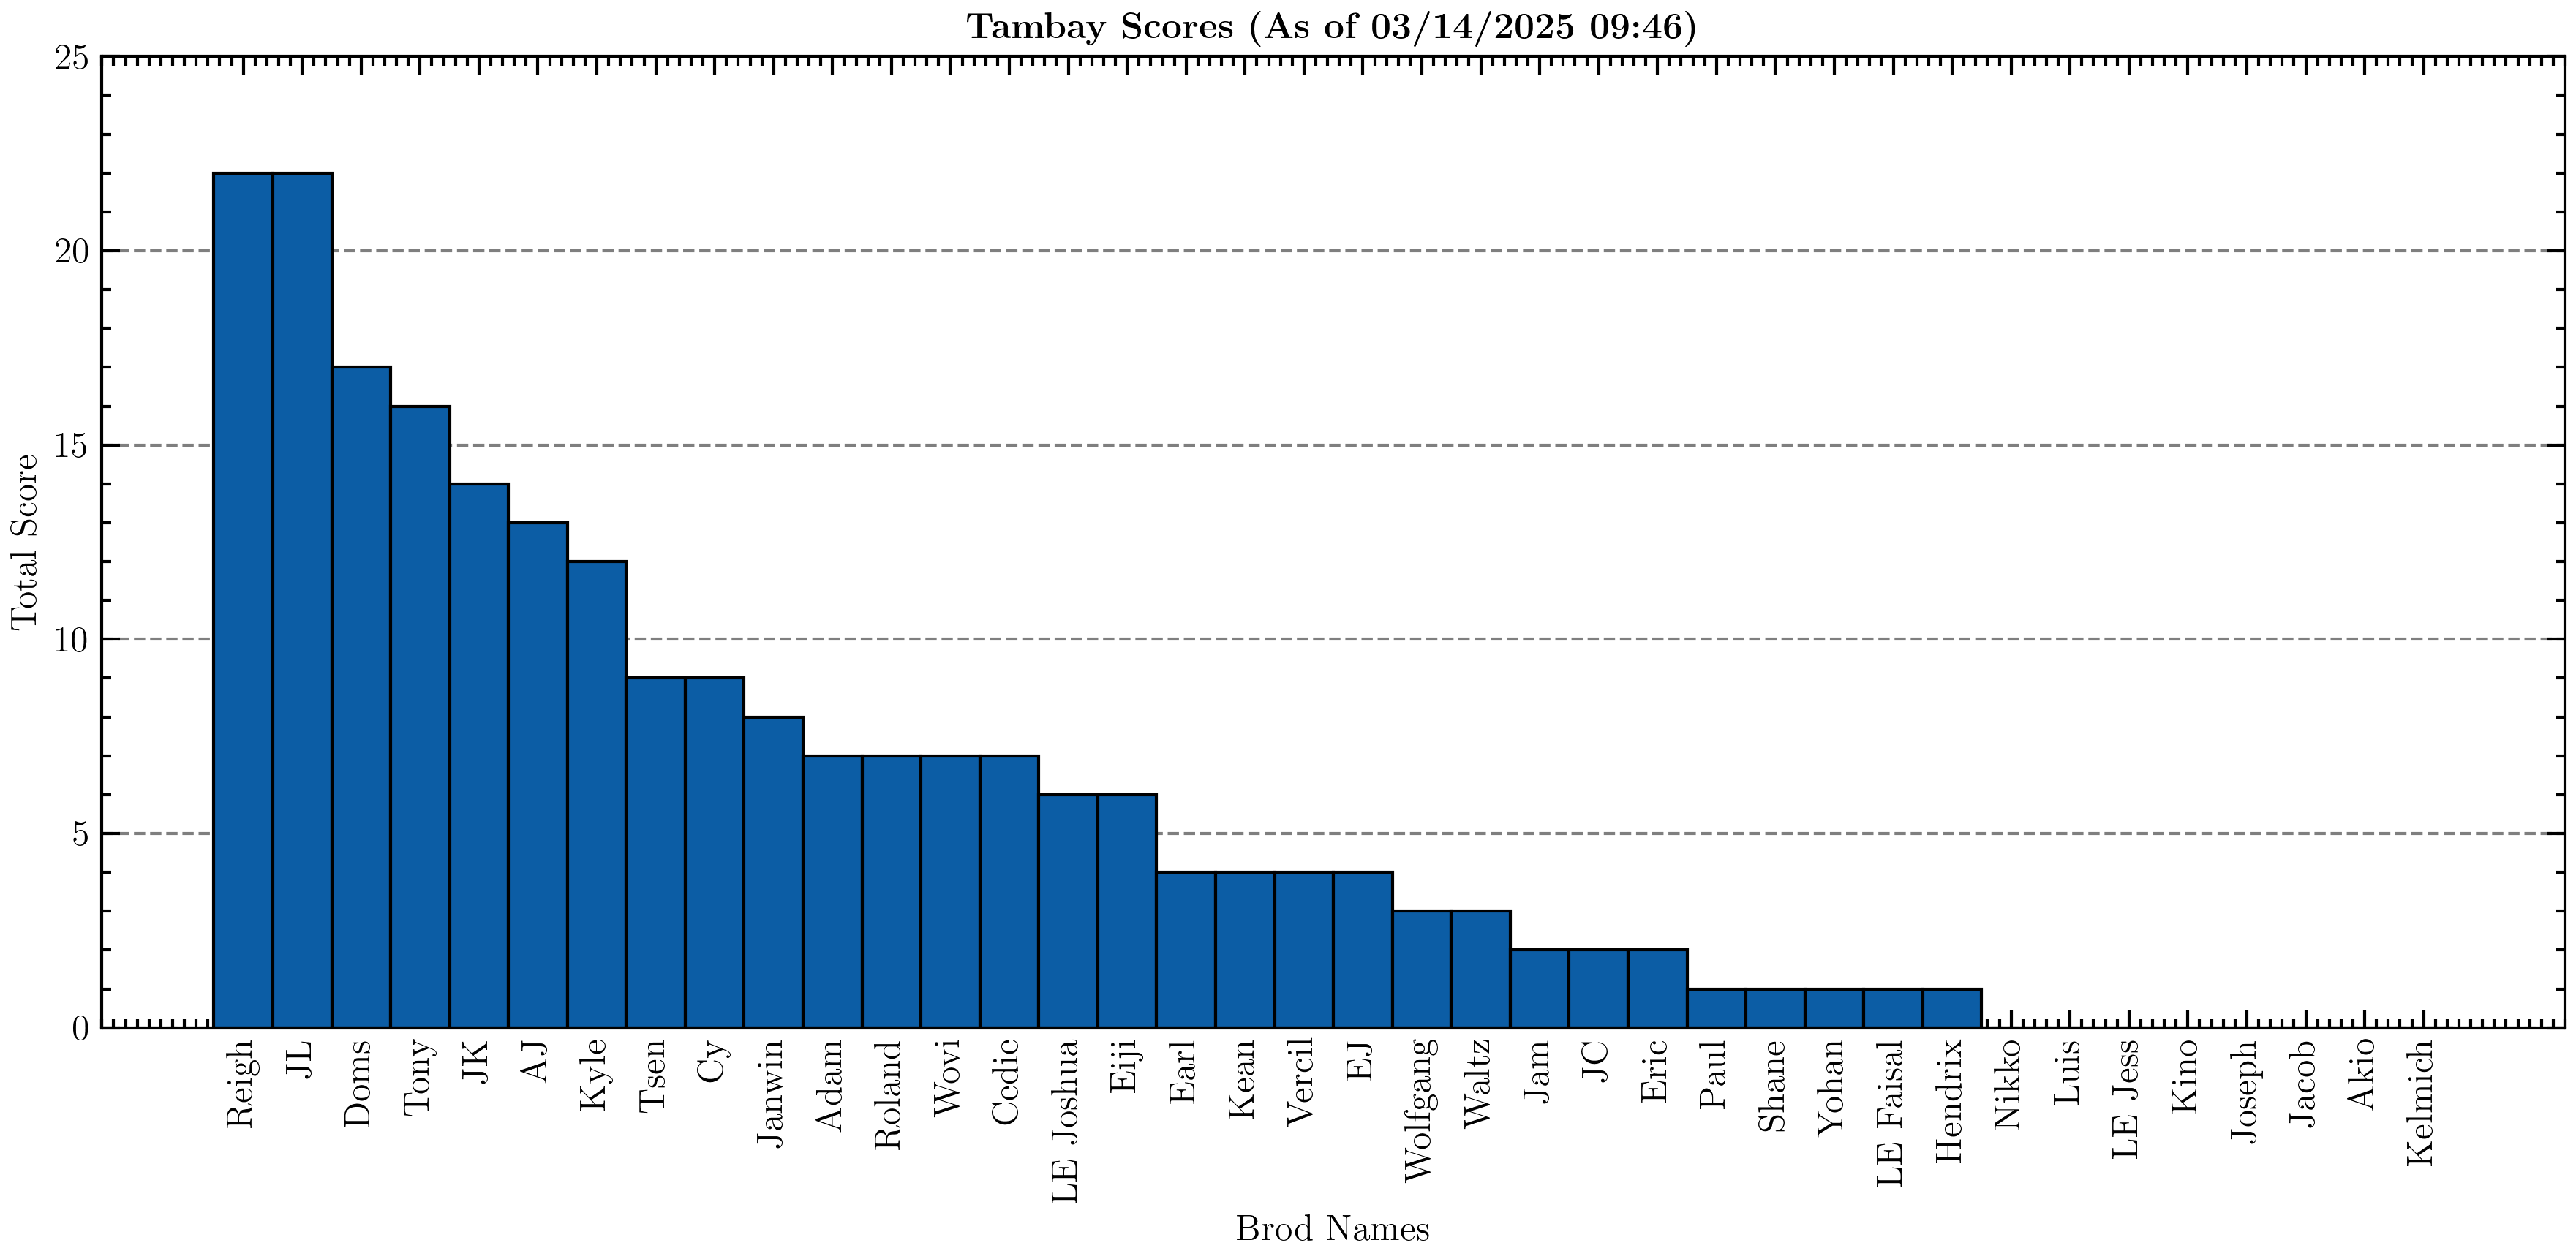 Tambay Scores (As of 03/14/2025 09:46)
25
20
15
10
5
0
Total Score
Reigh
JL
Doms
Tony
JK
AJ
Kyle
Tsen
Cy
Janwin
Adam
Roland
Wovi
Cedie
LE Joshua
Eiji
Earl
Kean
Vercil
EJ
Wolfgang
Waltz
Jam
JC
Eric
Paul
Shane
Yohan
LE Faisal
Hendrix
Nikko
Luis
LE Jess
Kino
Joseph
Jacob
Akio
Kelmich
Brod Names